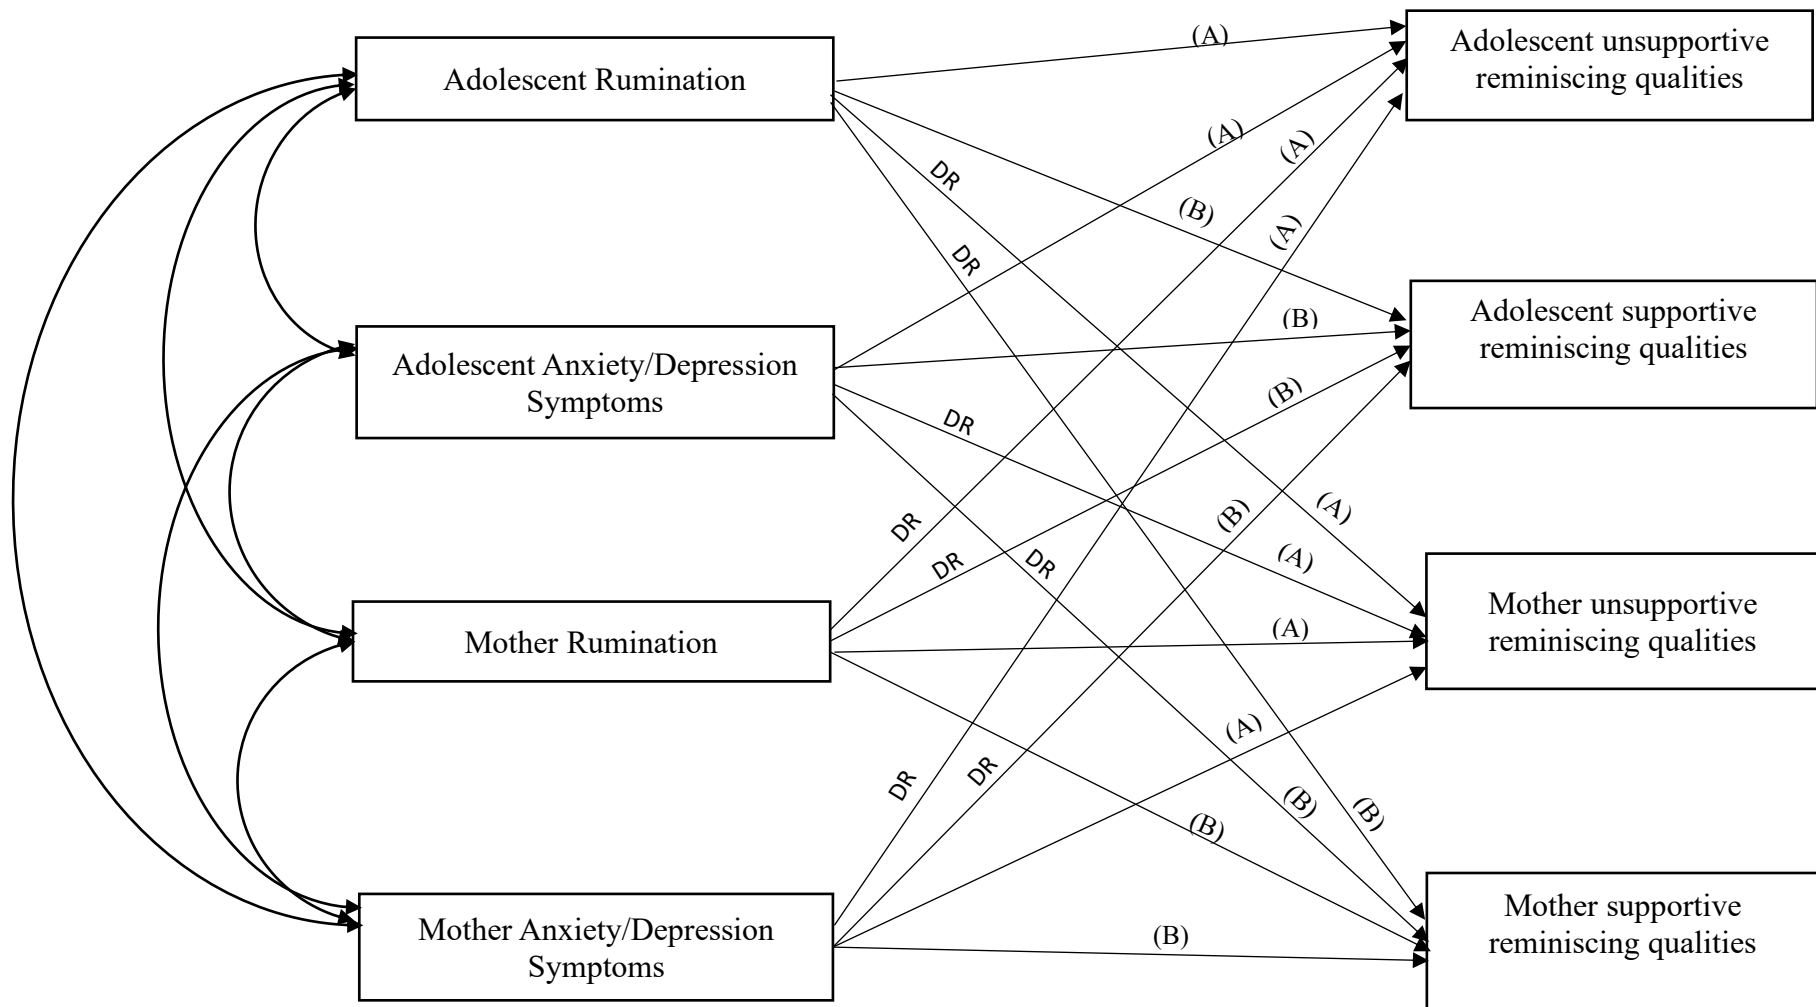 Adolescent Rumination
Adolescent Anxiety/Depression
Symptoms
Mother Rumination
Mother Anxiety/Depression
Symptoms
(A)
(A)
(A)
(A)
DR
DR
(B)
(B)
(B)
(B)
DR
DR
DR
DR
(A)
(A)
(A)
(A)
DR
DR
(B)
(B)
(B)
(B)
Adolescent unsupportive
reminiscing qualities
Adolescent supportive
reminiscing qualities
Mother unsupportive
reminiscing qualities
Mother supportive
reminiscing qualities